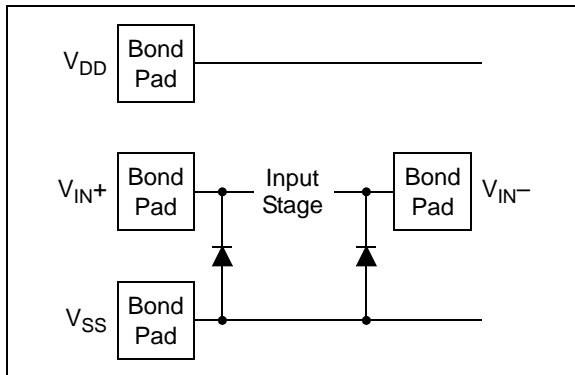 V_DD Bond
Pad
V_IN+ Bond
Pad
Input
Stage
Bond
Pad V_IN–
V_SS Bond
Pad